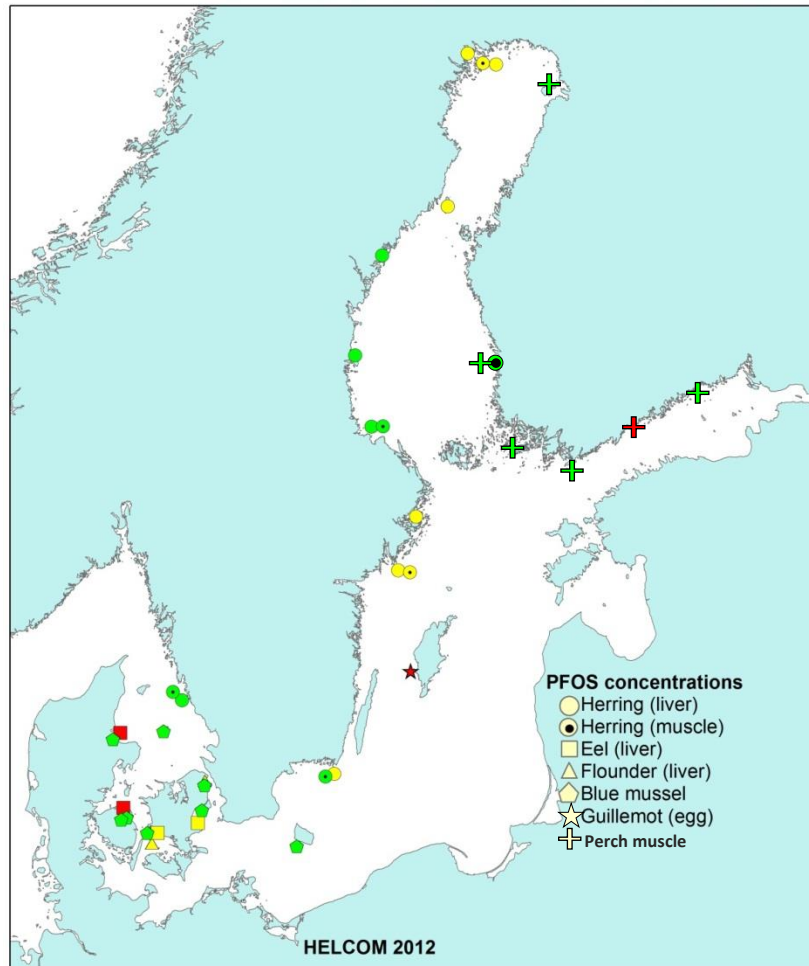 PFOS concentrations
Herring (liver)
Herring (muscle)
Eel (liver)
Flounder (liver)
Blue mussel
Guillemot (egg)
Perch muscle
HELCOM 2012